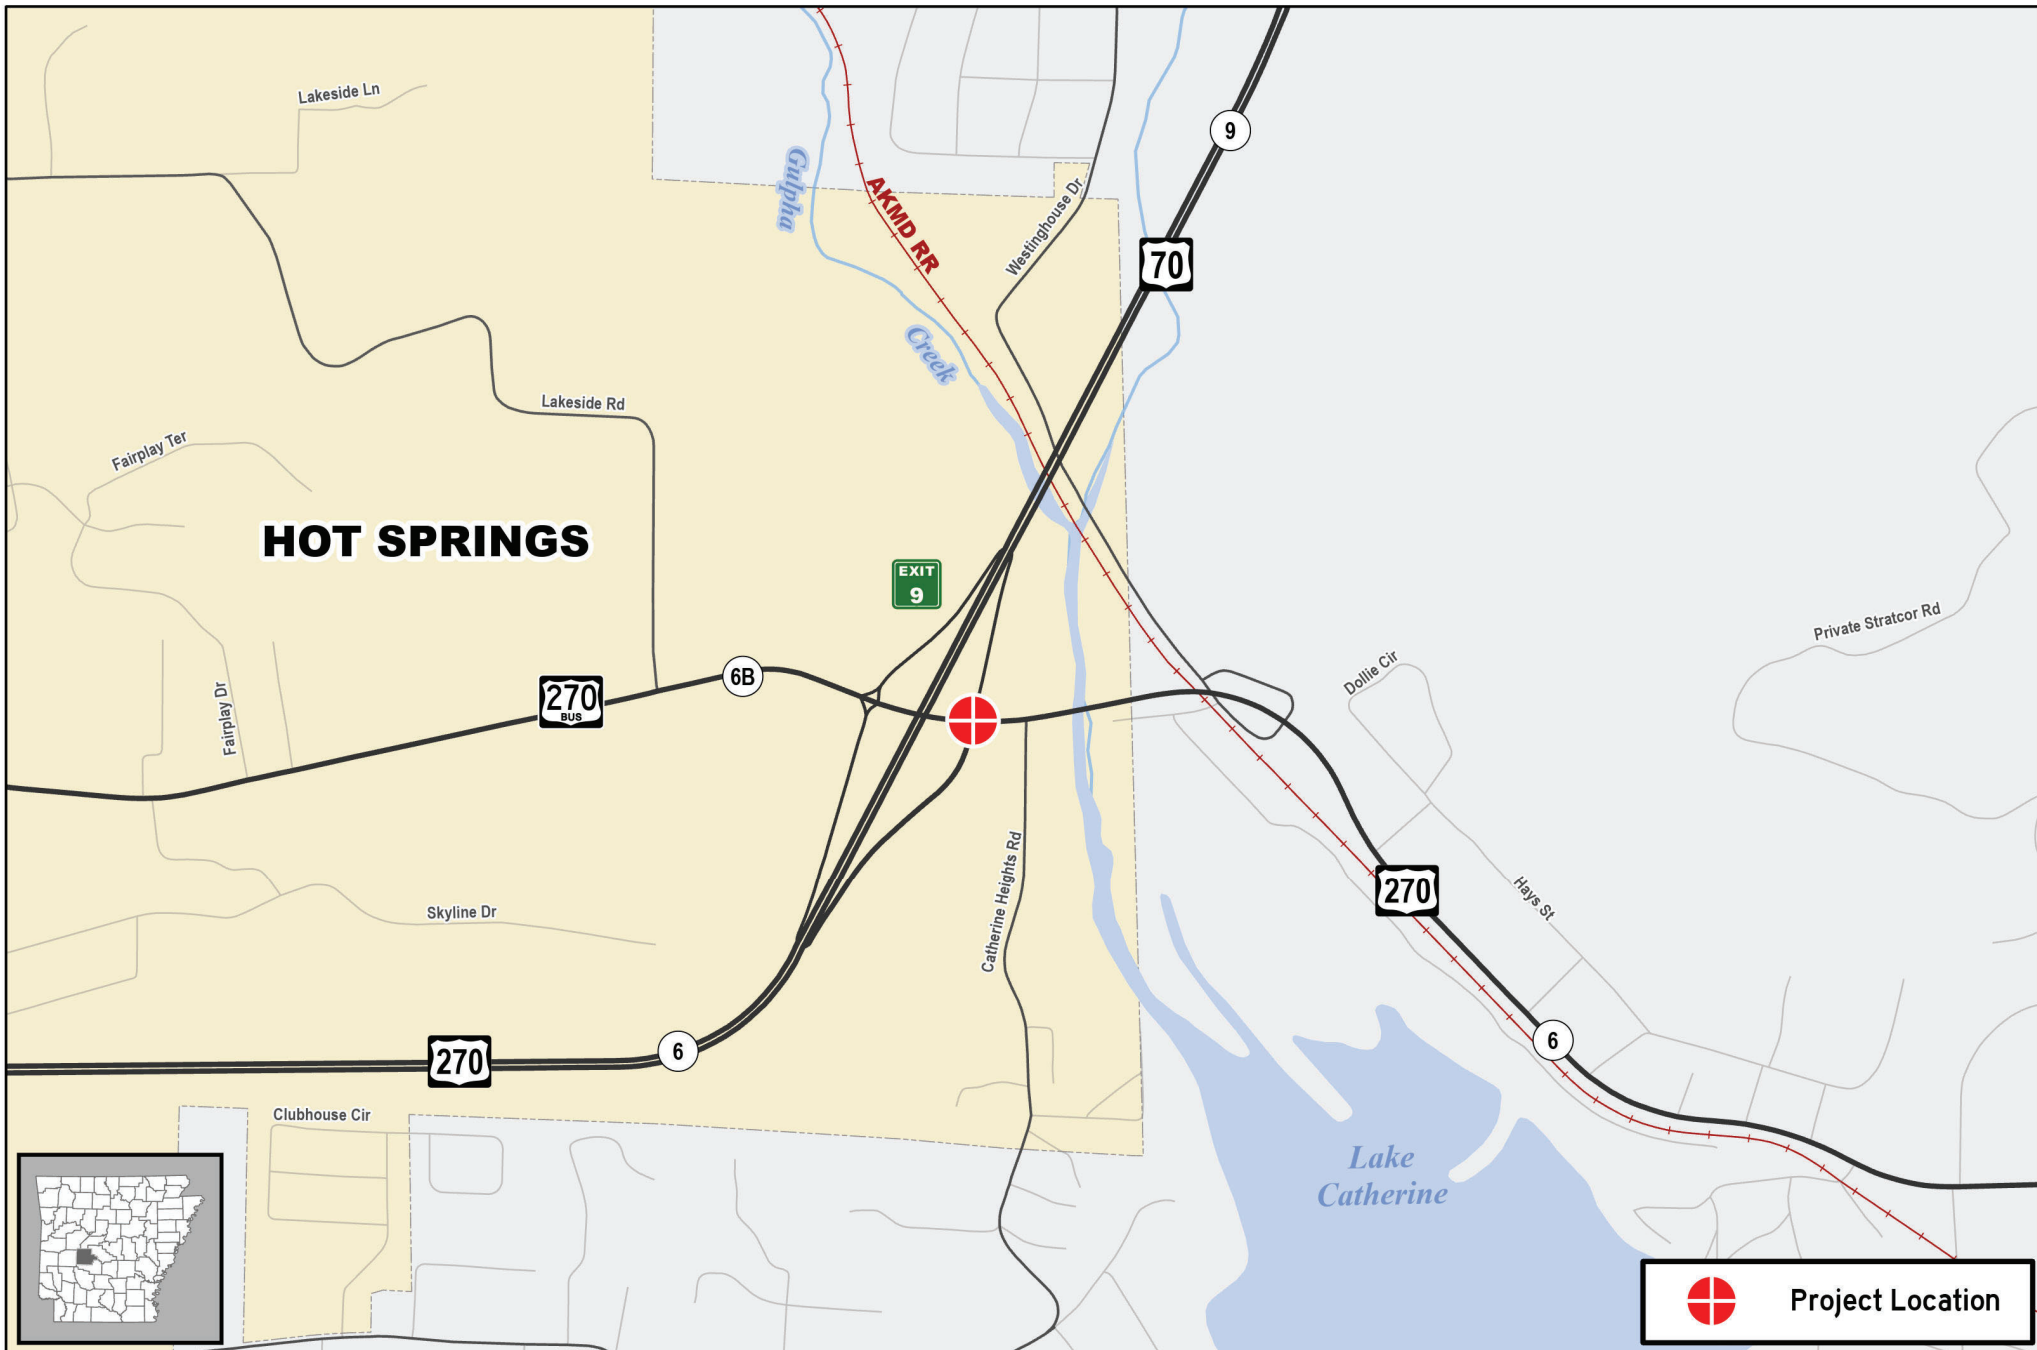 Lakeside Ln
9
Gulpha
AKMD RR
Westinghouse Dr
70
Creek
Lakeside Rd
Fairplay Ter
HOT SPRINGS
EXIT
9
Private Stratcor Rd
Dollie Cir
6B
270
BUS
Fairplay Dr
Catherine Heights Rd
270
Hays St
Skyline Dr
6
6
270
Clubhouse Cir
Lake
Catherine
Project Location